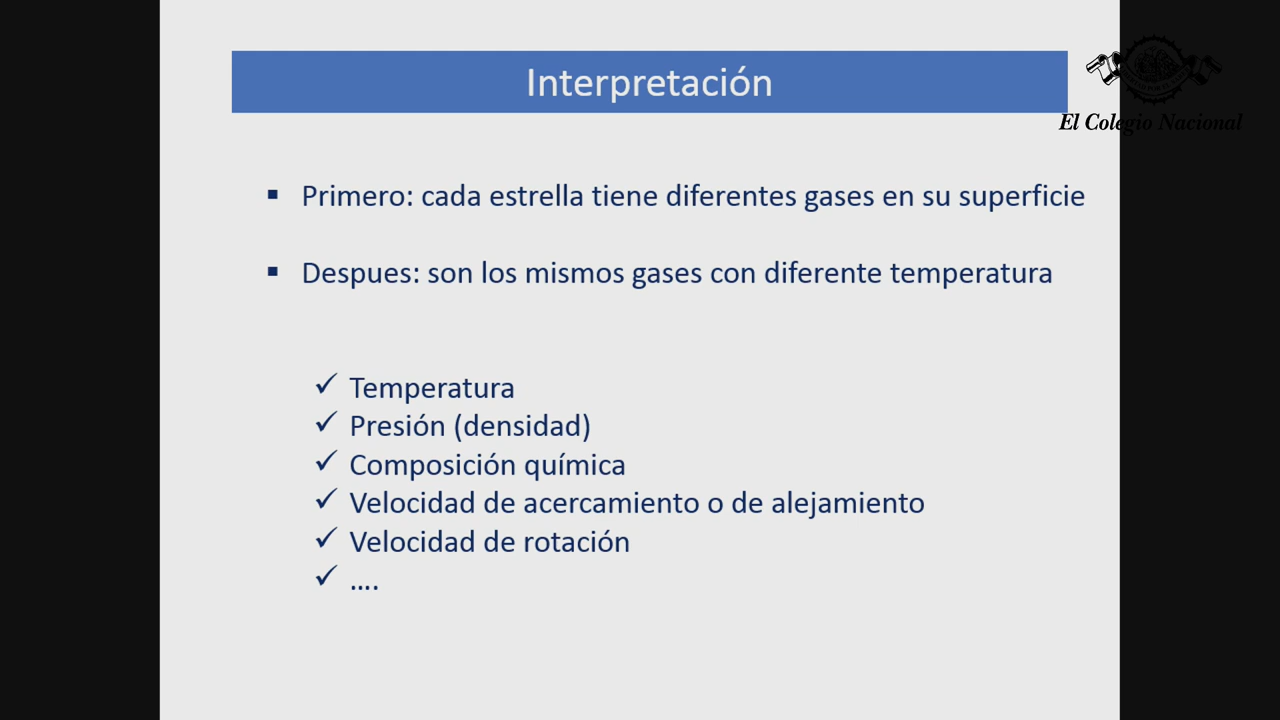 Interpretación
El Colegio Nacional
▪ Primero: cada estrella tiene diferentes gases en su superficie
▪ Despues: son los mismos gases con diferente temperatura
✓ Temperatura
✓ Presión (densidad)
✓ Composición química
✓ Velocidad de acercamiento o de alejamiento
✓ Velocidad de rotación
✓ ....